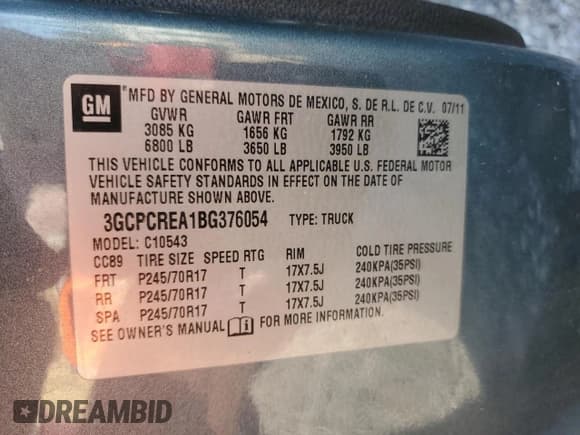 GM
MFD BY GENERAL MOTORS DE MEXICO, S. DE R.L. DE C.V. 07/11
GVWR GAWR FRT GAWR RR
3085 KG 1656 KG 1792 KG
6800 LB 3650 LB 3950 LB
THIS VEHICLE CONFORMS TO ALL APPLICABLE U.S. FEDERAL MOTOR
VEHICLE SAFETY STANDARDS IN EFFECT ON THE DATE OF
MANUFACTURE SHOWN ABOVE.
3GCPCREA1BG376054 TYPE: TRUCK
MODEL: C10543
CC89 TIRE SIZE SPEED RTG RIM COLD TIRE PRESSURE
FRT P245/70R17 T 17X7.5J 240KPA(35PSI)
RR P245/70R17 T 17X7.5J 240KPA(35PSI)
SPA P245/70R17 T 17X7.5J 240KPA(35PSI)
SEE OWNER'S MANUAL FOR MORE INFORMATION.
DREAMBID